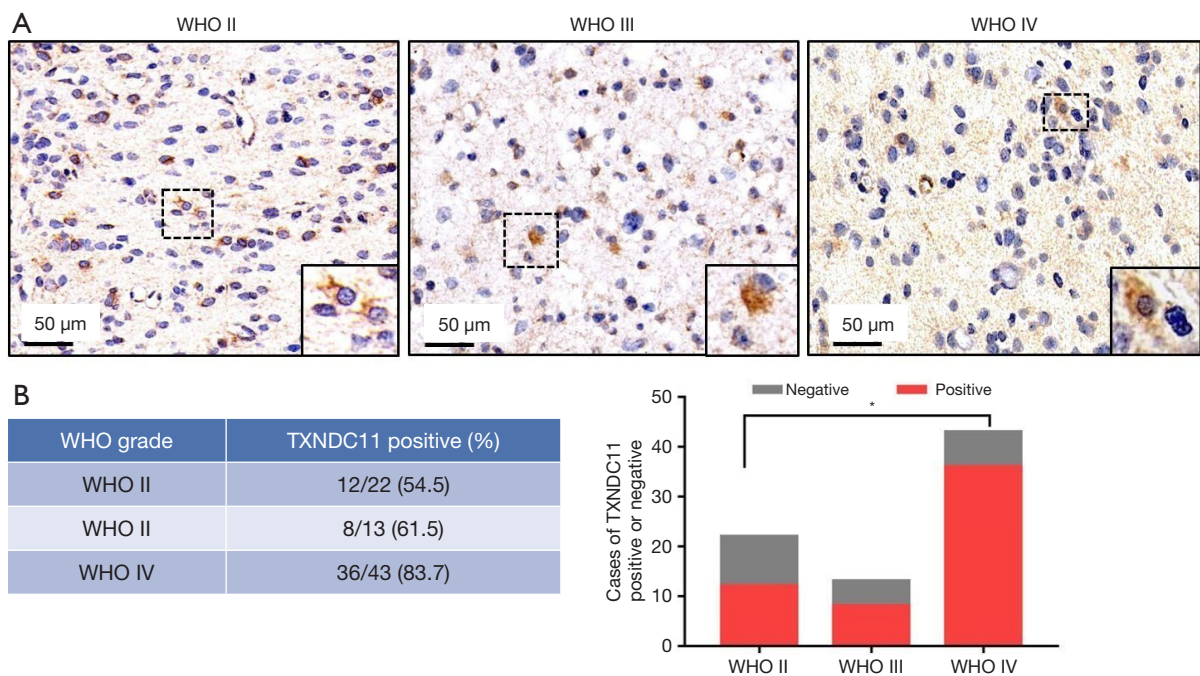 A
WHO II
WHO III
WHO IV
50 µm
50 µm
50 µm
B
WHO grade
TXNDC11 positive (%)
WHO II
12/22 (54.5)
WHO II
8/13 (61.5)
WHO IV
36/43 (83.7)
Negative
Positive
*
Cases of TXNDC11
positive or negative
50
40
30
20
10
0
WHO II
WHO III
WHO IV